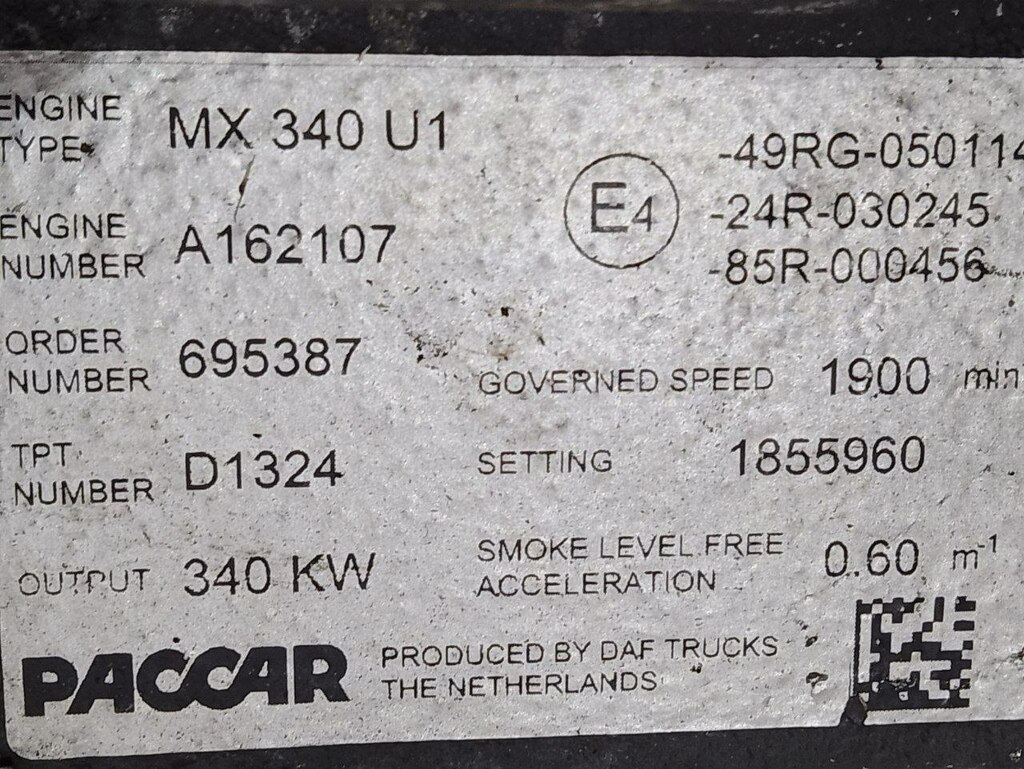 ENGINE
TYPE
MX 340 U1
ENGINE
NUMBER
A162107
ORDER
NUMBER
695387
TPT
NUMBER
D1324
OUTPUT
340 KW
E4
-49RG-050114
-24R-030245
-85R-000456
GOVERNED SPEED 1900 min
SETTING 1855960
SMOKE LEVEL FREE
ACCELERATION
0.60 m⁻¹
PACCAR
PRODUCED BY DAF TRUCKS
THE NETHERLANDS